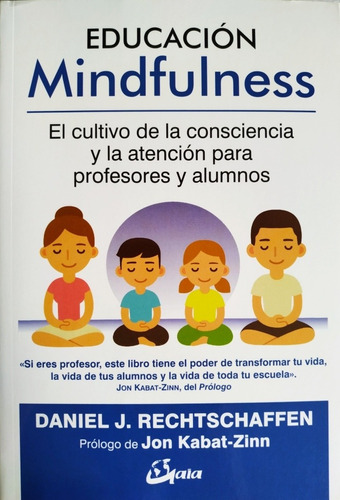 EDUCACIÓN
Mindfulness
El cultivo de la consciencia
y la atención para
profesores y alumnos
«Si eres profesor, este libro tiene el poder de transformar tu vida,
la vida de tus alumnos y la vida de toda tu escuela».
JON KABAT-ZINN, del Prólogo
DANIEL J. RECHTSCHAFFEN
Prólogo de Jon Kabat-Zinn
Gaia